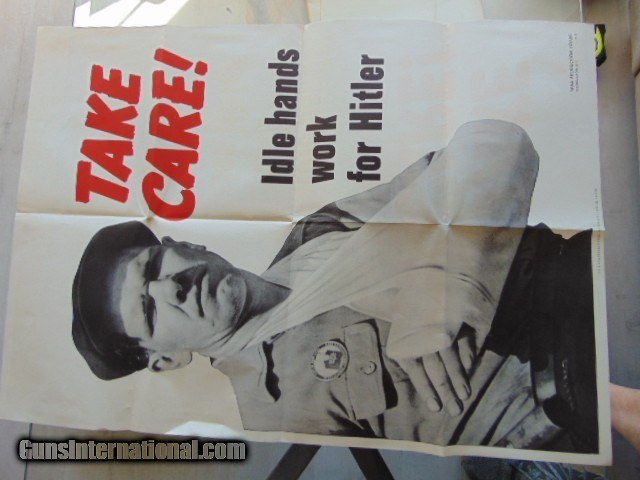 TAKE
CARE!
Idle hands
work
for Hitler
GunsInternational.com